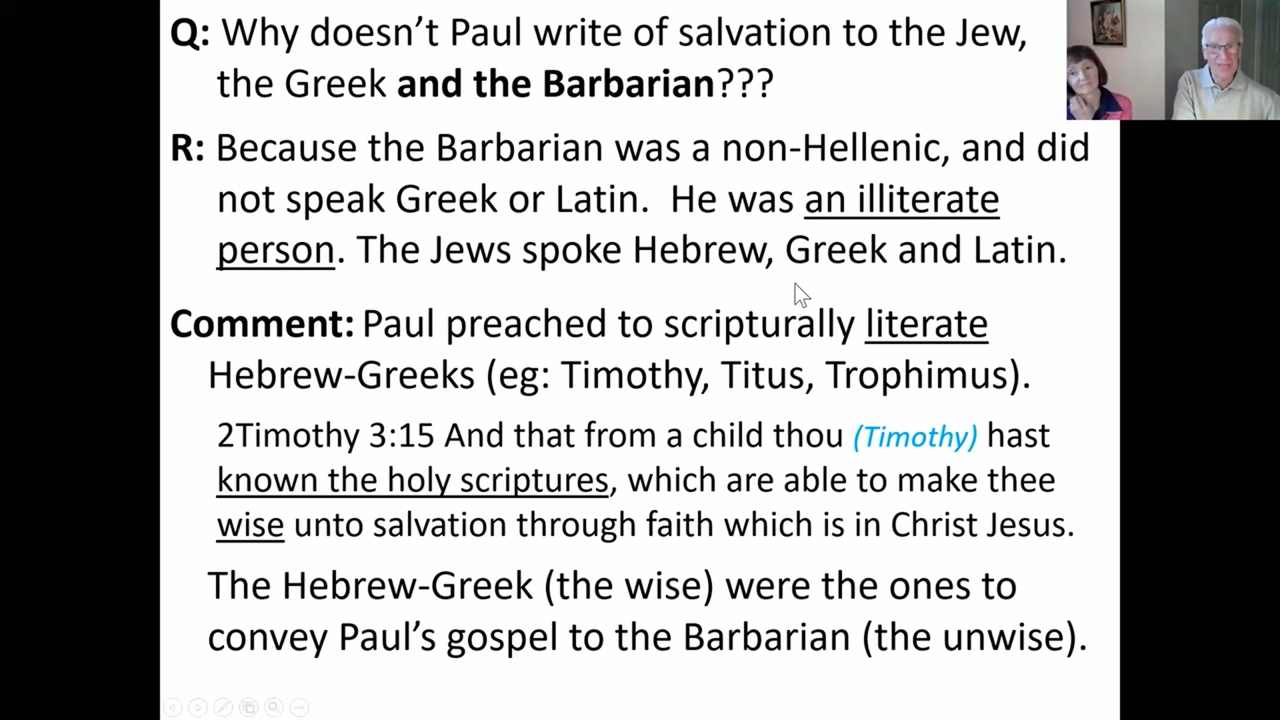 Q: Why doesn’t Paul write of salvation to the Jew,
the Greek and the Barbarian???
R: Because the Barbarian was a non-Hellenic, and did
not speak Greek or Latin.  He was an illiterate
person. The Jews spoke Hebrew, Greek and Latin.
Comment: Paul preached to scripturally literate
Hebrew-Greeks (eg: Timothy, Titus, Trophimus).
2Timothy 3:15 And that from a child thou (Timothy) hast
known the holy scriptures, which are able to make thee
wise unto salvation through faith which is in Christ Jesus.
The Hebrew-Greek (the wise) were the ones to
convey Paul’s gospel to the Barbarian (the unwise).